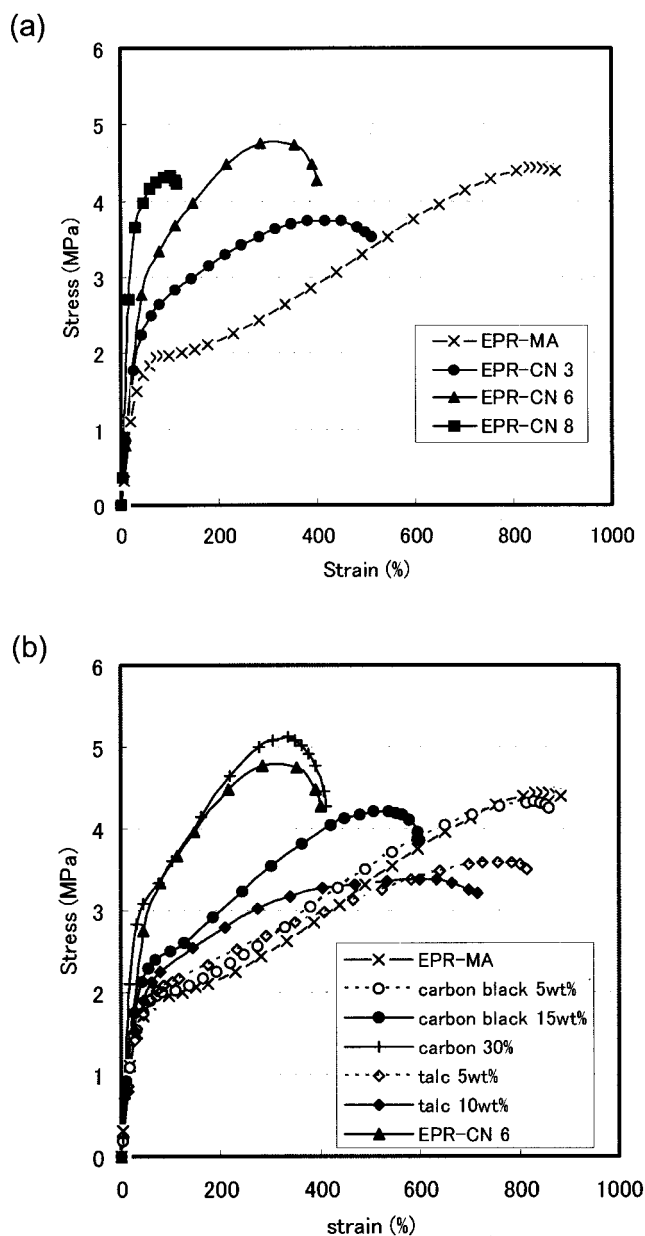 (a)
6
5
4
3
2
1
0
Stress (MPa)
EPR-MA
EPR-CN 3
EPR-CN 6
EPR-CN 8
0 200 400 600 800 1000
Strain (%)
(b)
6
5
4
3
2
1
0
Stress (MPa)
EPR-MA
carbon black 5wt%
carbon black 15wt%
carbon 30%
talc 5wt%
talc 10wt%
EPR-CN 6
0 200 400 600 800 1000
strain (%)